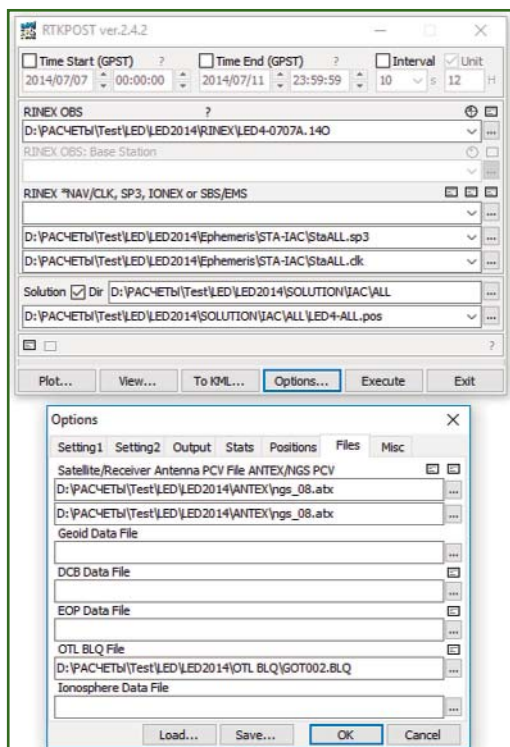 RTKPOST ver.2.4.2
Time Start (GPST) ? Time End (GPST) ? Interval Unit
2014/07/07 00:00:00 2014/07/11 23:59:59 10 s 12 H
RINEX OBS ?
D:\РАСЧЕТЫ\Test\LED\LED2014\RINEX\LED4-0707A.14O
...
RINEX OBS: Base Station
...
RINEX *NAV/CLK, SP3, IONEX or SBS/EMS
...
D:\РАСЧЕТЫ\Test\LED\LED2014\Ephemeris\STA-IAC\StaALL.sp3 ...
D:\РАСЧЕТЫ\Test\LED\LED2014\Ephemeris\STA-IAC\StaALL.clk ...
Solution Dir D:\РАСЧЕТЫ\Test\LED\LED2014\SOLUTION\IAC\ALL ...
D:\РАСЧЕТЫ\Test\LED\LED2014\SOLUTION\IAC\ALL\LED4-ALL.pos ...
?
Plot... View... To KML... Options... Execute Exit
Options
Setting1 Setting2 Output Stats Positions Files Misc
Satellite/Receiver Antenna PCV File ANTEX/NGS PCV
D:\РАСЧЕТЫ\Test\LED\LED2014\ANTEX\ngs_08.atx ...
D:\РАСЧЕТЫ\Test\LED\LED2014\ANTEX\ngs_08.atx ...
Geoid Data File
...
DCB Data File
...
EOP Data File
...
OTL BLQ File
D:\РАСЧЕТЫ\Test\LED\LED2014\OTL BLQ\GOT002.BLQ ...
Ionosphere Data File
...
Load... Save... OK Cancel